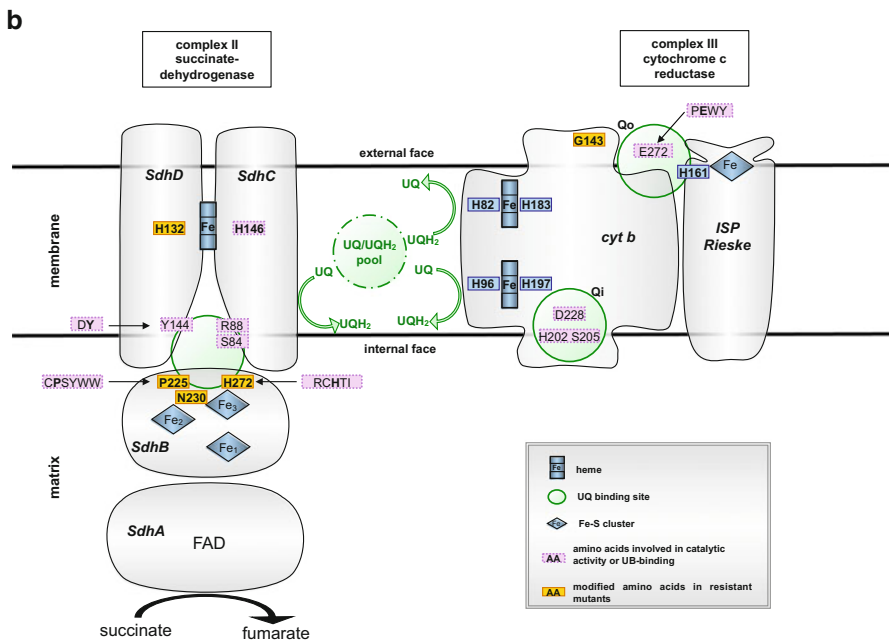 b
complex II
succinate-
dehydrogenase
complex III
cytochrome c
reductase
PEWY
Qo
G143
E272
external face
H161
Fe
SdhD
SdhC
UQ
H82
Fe
H183
H132
Fe
H146
UQH2
cyt b
ISP
Rieske
membrane
UQ/UQH2
pool
UQ
UQ
H96
Fe
H197
Qi
DY
Y144
R88
S84
UQH2
UQH2
D228
H202 S205
internal face
CPSYWW
P225
H272
RCHTI
N230
Fe3
Fe2
Fe1
SdhB
matrix
SdhA
FAD
succinate
fumarate
Fe
heme
UQ binding site
Fe
Fe-S cluster
AA
amino acids involved in catalytic
activity or UB-binding
AA
modified amino acids in resistant
mutants